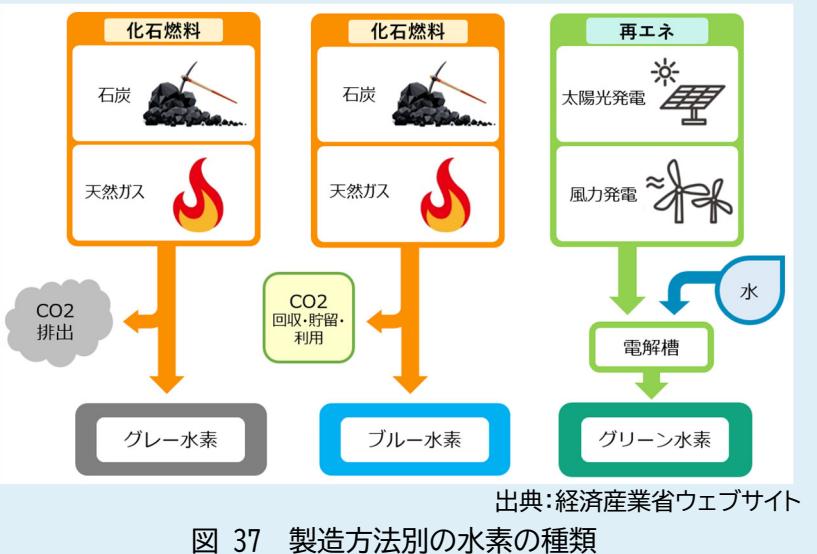 化石燃料
石炭
天然ガス
CO2
排出
グレー水素
化石燃料
石炭
天然ガス
CO2
回収・貯留・
利用
ブルー水素
再エネ
太陽光発電
風力発電
水
電解槽
グリーン水素
出典：経済産業省ウェブサイト
図 37　製造方法別の水素の種類